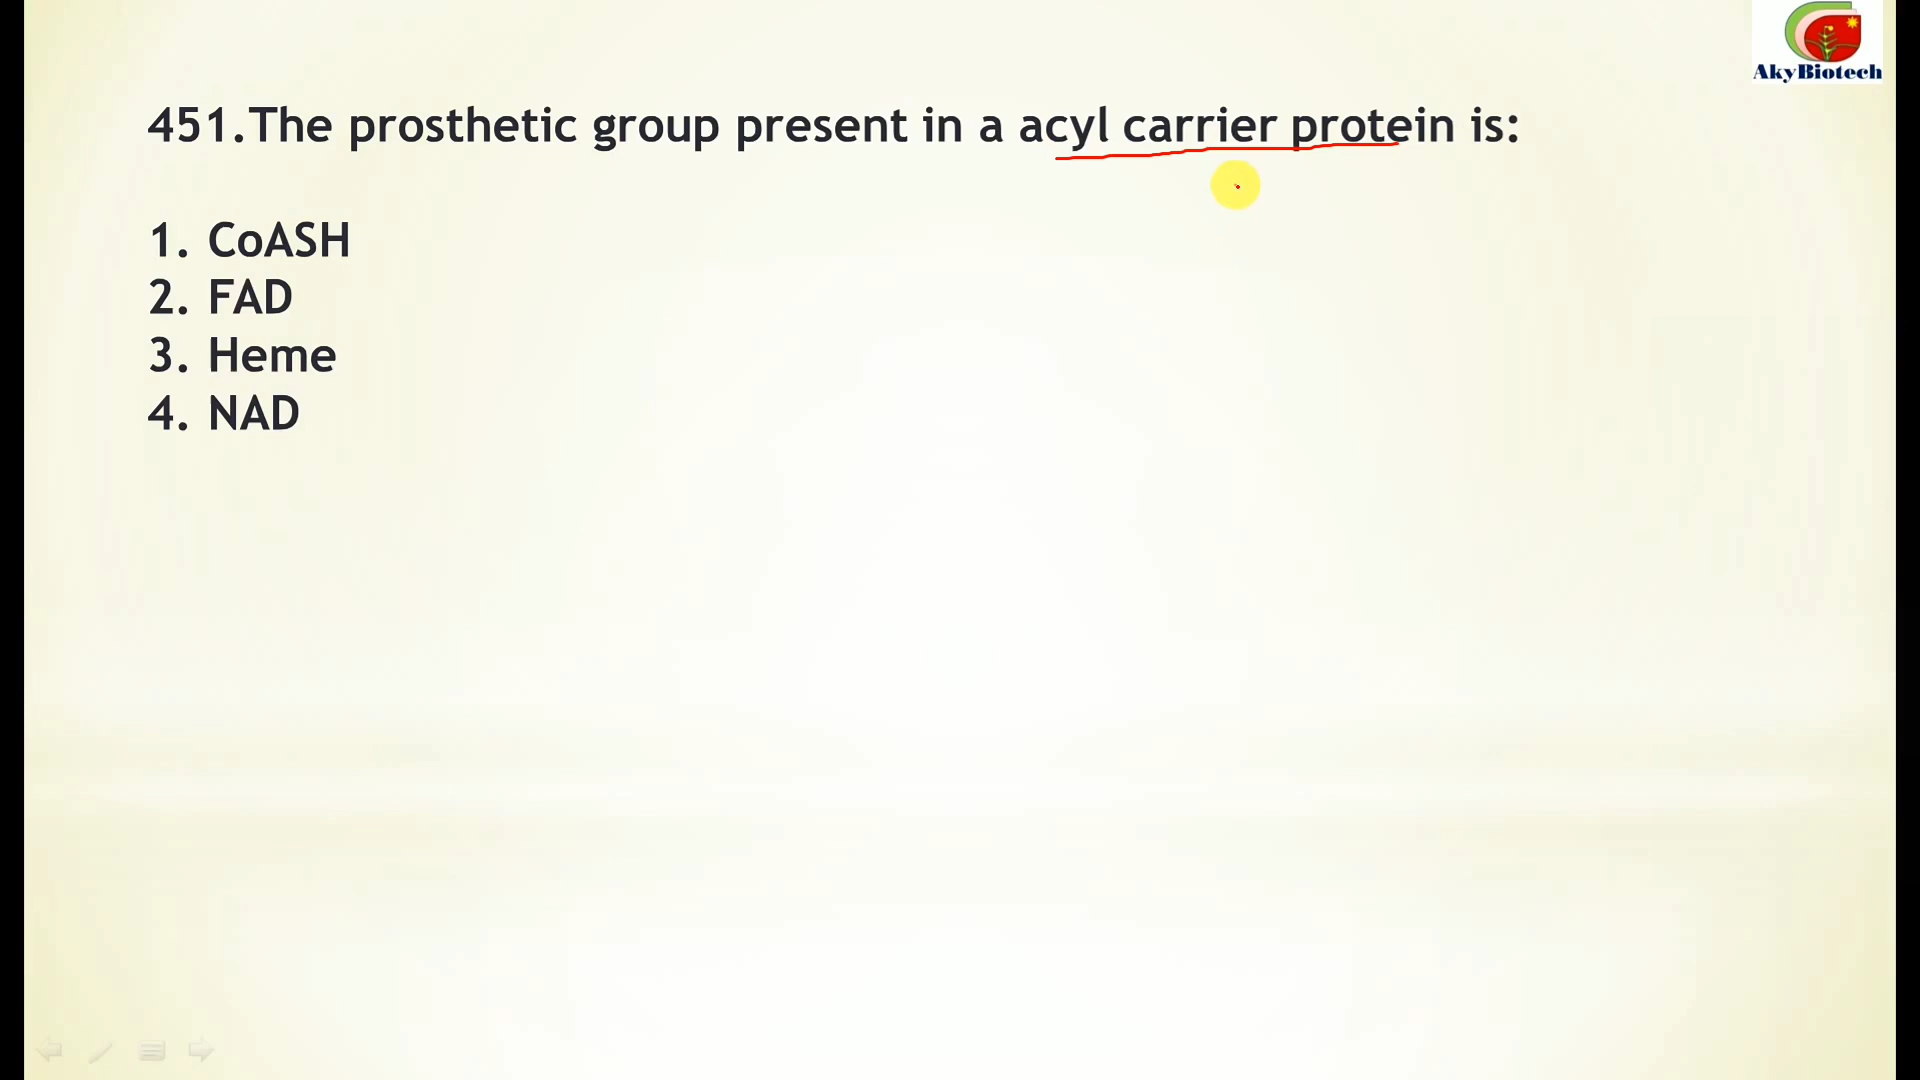 AkyBiotech
451.The prosthetic group present in a acyl carrier protein is:
1. CoASH
2. FAD
3. Heme
4. NAD